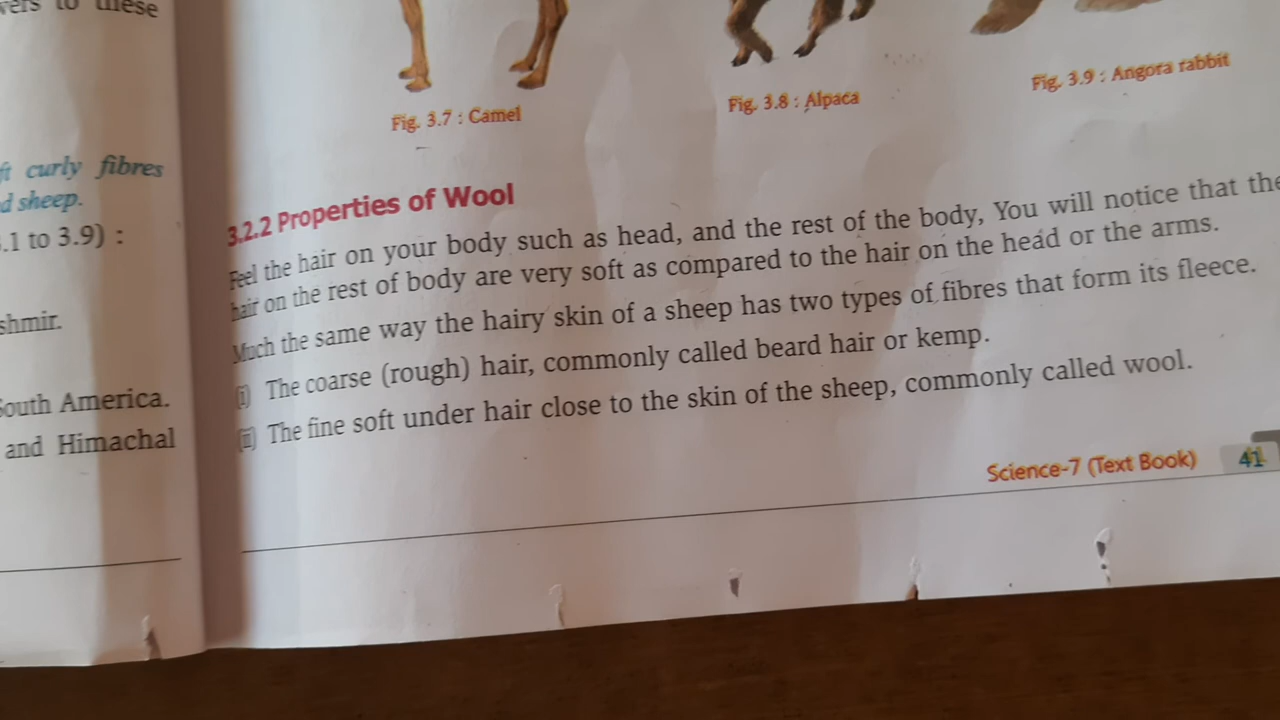 to these
curly fibres
sheep.
.1 to 3.9) :
shmir.
South America.
and Himachal
Fig. 3.7 : Camel
Fig. 3.8 : Alpaca
Fig. 3.9 : Angora rabbit
3.2.2 Properties of Wool
Feel the hair on your body such as head, and the rest of the body, You will notice that the
hair on the rest of body are very soft as compared to the hair on the head or the arms.
Much the same way the hairy skin of a sheep has two types of fibres that form its fleece.
(i) The coarse (rough) hair, commonly called beard hair or kemp.
(ii) The fine soft under hair close to the skin of the sheep, commonly called wool.
Science-7 (Text Book) 41